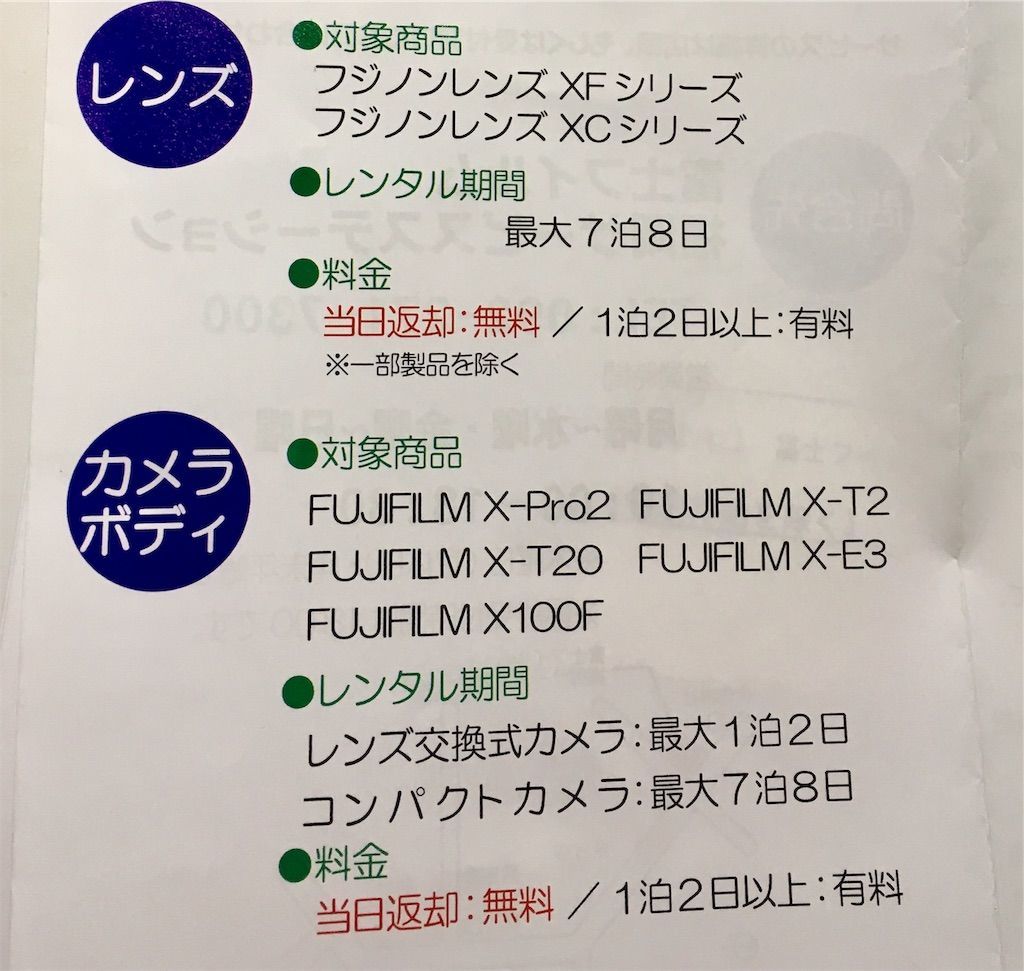 レンズ
●対象商品
フジノンレンズ XFシリーズ
フジノンレンズ XCシリーズ
●レンタル期間
最大7泊8日
●料金
当日返却:無料 / 1泊2日以上:有料
※一部製品を除く
カメラ
ボディ
●対象商品
FUJIFILM X-Pro2 FUJIFILM X-T2
FUJIFILM X-T20 FUJIFILM X-E3
FUJIFILM X100F
●レンタル期間
レンズ交換式カメラ:最大1泊2日
コンパクトカメラ:最大7泊8日
●料金
当日返却:無料 / 1泊2日以上:有料